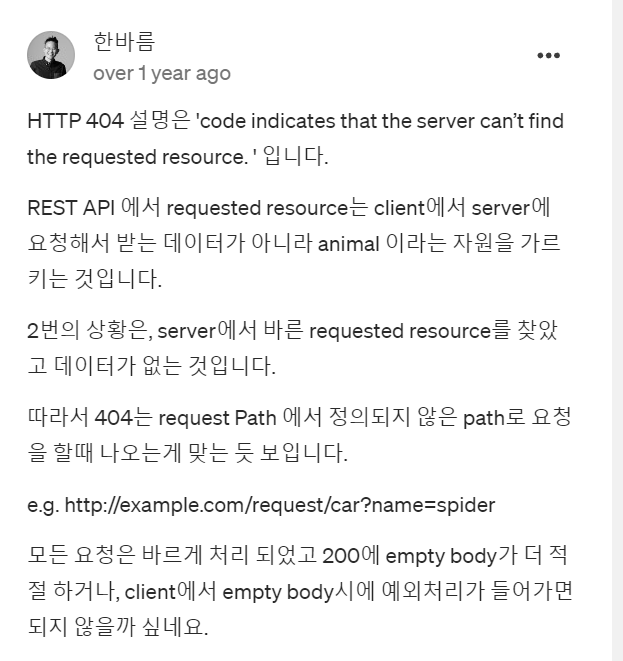 한바름
over 1 year ago
HTTP 404 설명은 'code indicates that the server can’t find
the requested resource. ' 입니다.
REST API 에서 requested resource는 client에서 server에
요청해서 받는 데이터가 아니라 animal 이라는 자원을 가르
키는 것입니다.
2번의 상황은, server에서 바른 requested resource를 찾았
고 데이터가 없는 것입니다.
따라서 404는 request Path 에서 정의되지 않은 path로 요청
을 할때 나오는게 맞는 듯 보입니다.
e.g. http://example.com/request/car?name=spider
모든 요청은 바르게 처리 되었고 200에 empty body가 더 적
절 하거나, client에서 empty body시에 예외처리가 들어가면
되지 않을까 싶네요.